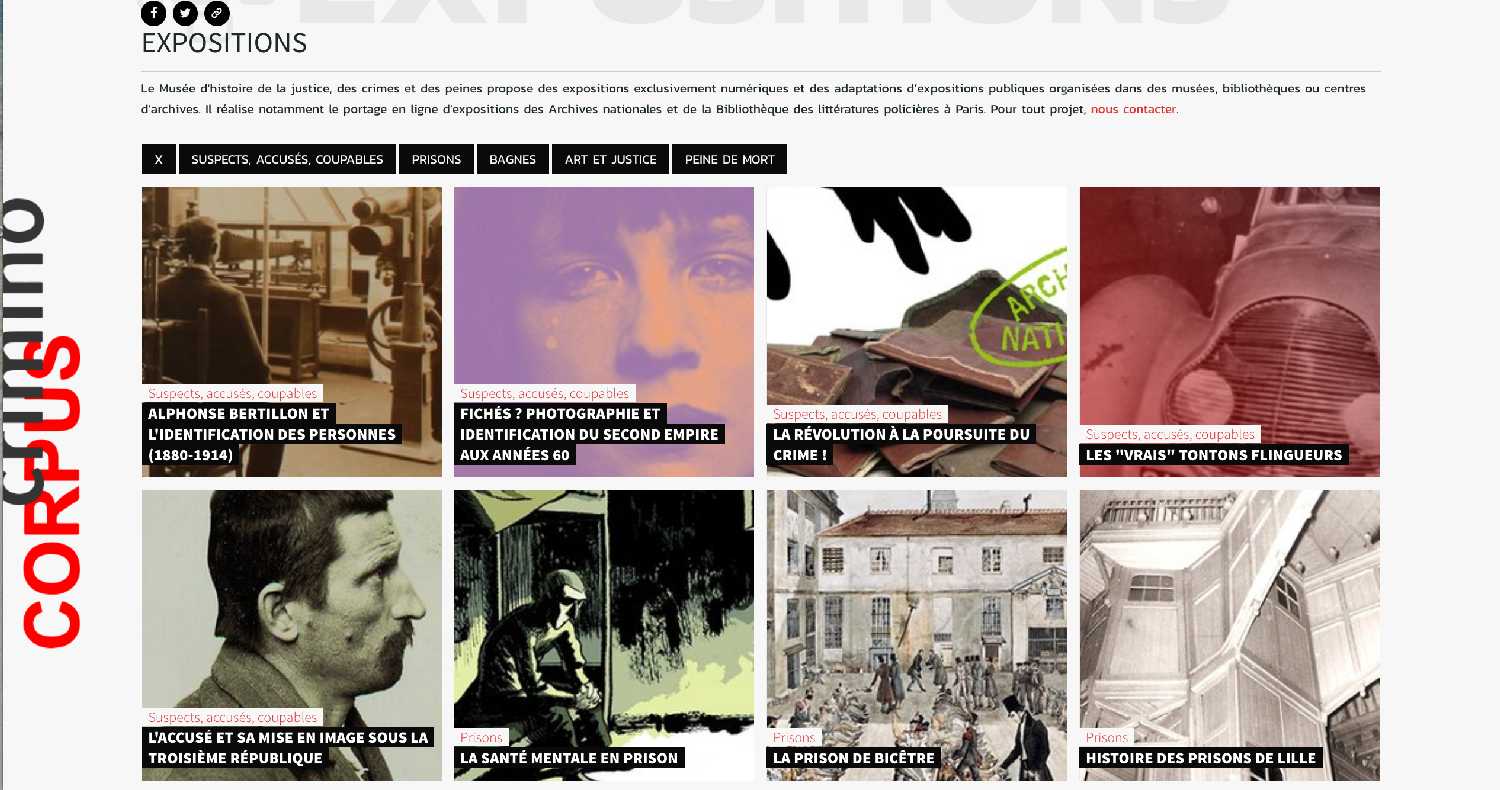 EXPOSITIONS
EXPOSITIONS
Le Musée d'histoire de la justice, des crimes et des peines propose des expositions exclusivement numériques et des adaptations d'expositions publiques organisées dans des musées, bibliothèques ou centres
d'archives. Il réalise notamment le portage en ligne d'expositions des Archives nationales et de la Bibliothèque des littératures policières à Paris. Pour tout projet, nous contacter.
X
SUSPECTS, ACCUSÉS, COUPABLES
PRISONS
BAGNES
ART ET JUSTICE
PEINE DE MORT
criminо
CORPUS
Suspects, accusés, coupables
ALPHONSE BERTILLON ET
L'IDENTIFICATION DES PERSONNES
(1880-1914)
Suspects, accusés, coupables
FICHÉS ? PHOTOGRAPHIE ET
IDENTIFICATION DU SECOND EMPIRE
AUX ANNÉES 60
ARCH
NATI
Suspects, accusés, coupables
LA RÉVOLUTION À LA POURSUITE DU
CRIME !
Suspects, accusés, coupables
LES "VRAIS" TONTONS FLINGUEURS
Suspects, accusés, coupables
L'ACCUSÉ ET SA MISE EN IMAGE SOUS LA
TROISIÈME RÉPUBLIQUE
Prisons
LA SANTÉ MENTALE EN PRISON
Prisons
LA PRISON DE BICÊTRE
Prisons
HISTOIRE DES PRISONS DE LILLE